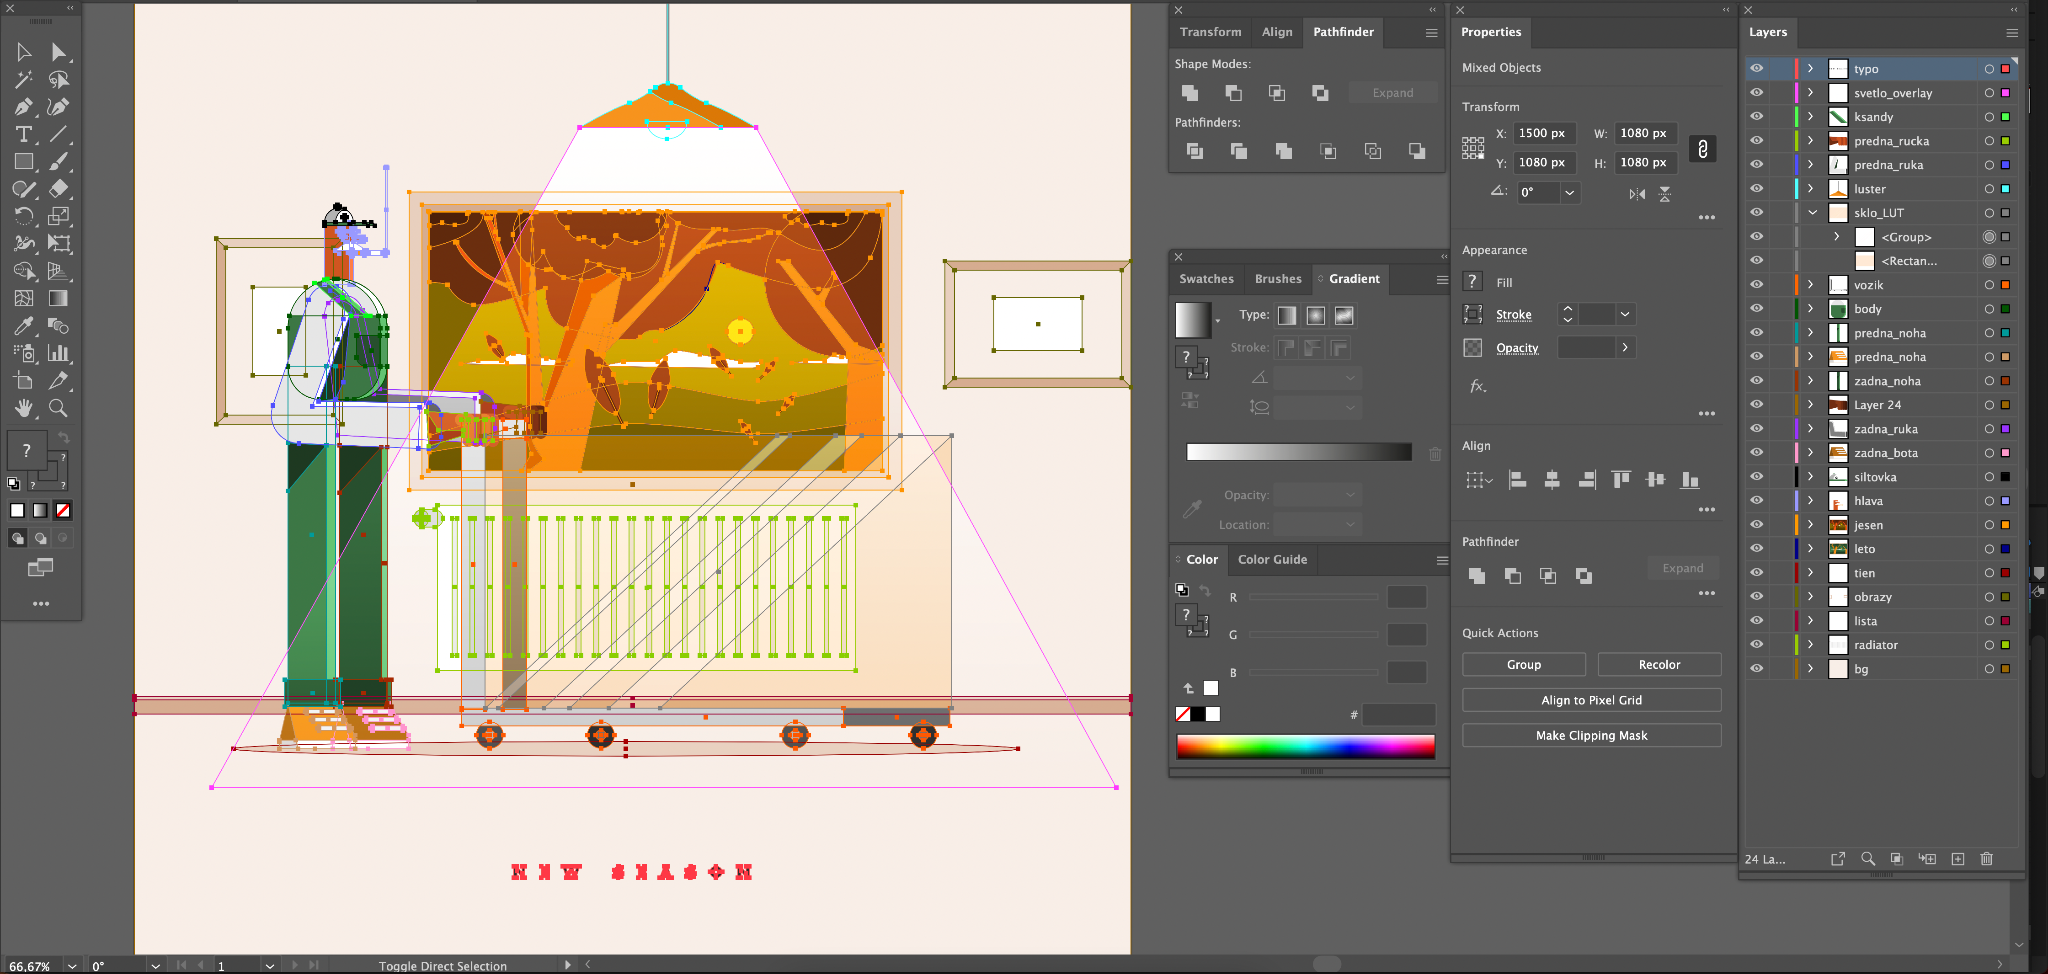 Transform Align Pathfinder
Shape Modes:
Expand
Pathfinders:
Swatches Brushes Gradient
Type:
Stroke:
?
Opacity:
Location:
Color Color Guide
R
?
G
B
#
Properties
Mixed Objects
Transform
X: 1500 px W: 1080 px
Y: 1080 px H: 1080 px
0°
Appearance
? Fill
Stroke
Opacity
fx.
Align
Pathfinder
Expand
Quick Actions
Group Recolor
Align to Pixel Grid
Make Clipping Mask
Layers
typo
svetlo_overlay
ksandy
predna_rucka
predna_ruka
luster
sklo_LUT
<Group>
<Rectan...
vozik
body
predna_noha
predna_noha
zadna_noha
Layer 24
zadna_ruka
zadna_bota
siltovka
hlava
jesen
leto
tien
obrazy
lista
radiator
bg
24 La...
?
?
? ?
NEW SEASON
66,67% 0° 1 Toggle Direct Selection